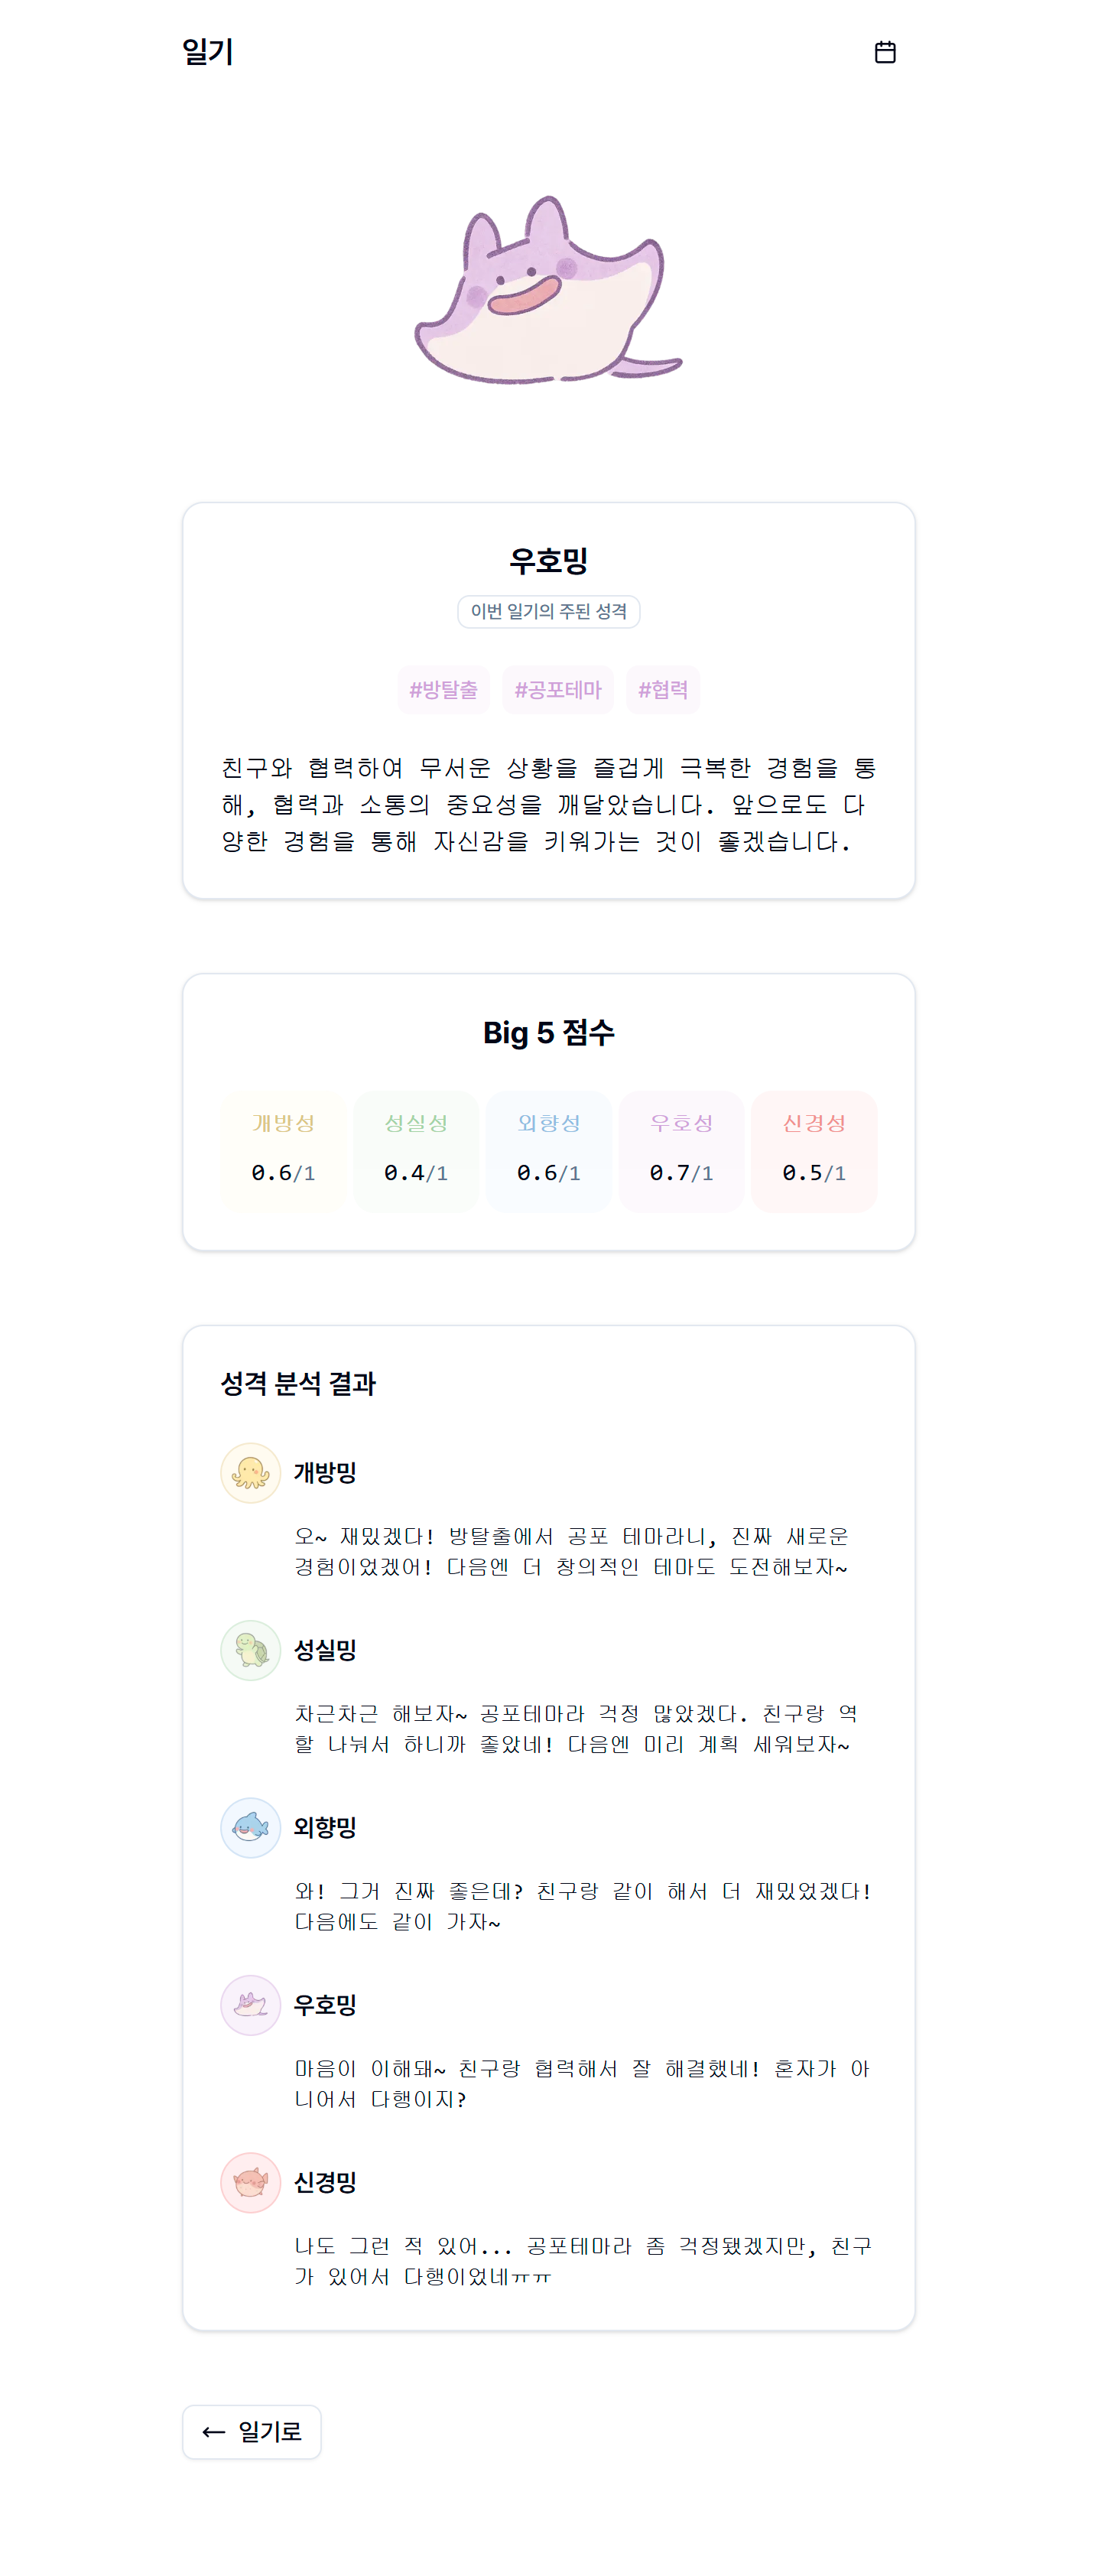 일기
우호밍
이번 일기의 주된 성격
#방탈출 #공포테마 #협력
친구와 협력하여 무서운 상황을 즐겁게 극복한 경험을 통
해, 협력과 소통의 중요성을 깨달았습니다. 앞으로도 다
양한 경험을 통해 자신감을 키워가는 것이 좋겠습니다.
Big 5 점수
개방성 성실성 외향성 우호성 신경성
0.6/1 0.4/1 0.6/1 0.7/1 0.5/1
성격 분석 결과
개방밍
오~ 재밌겠다! 방탈출에서 공포 테마라니, 진짜 새로운
경험이었겠어! 다음엔 더 창의적인 테마도 도전해보자~
성실밍
차근차근 해보자~ 공포테마라 걱정 많았겠다. 친구랑 역
할 나눠서 하니까 좋았네! 다음엔 미리 계획 세워보자~
외향밍
와! 그거 진짜 좋은데? 친구랑 같이 해서 더 재밌었겠다!
다음에도 같이 가자~
우호밍
마음이 이해돼~ 친구랑 협력해서 잘 해결했네! 혼자가 아
니어서 다행이지?
신경밍
나도 그런 적 있어... 공포테마라 좀 걱정됐겠지만, 친구
가 있어서 다행이었네ㅠㅠ
← 일기로